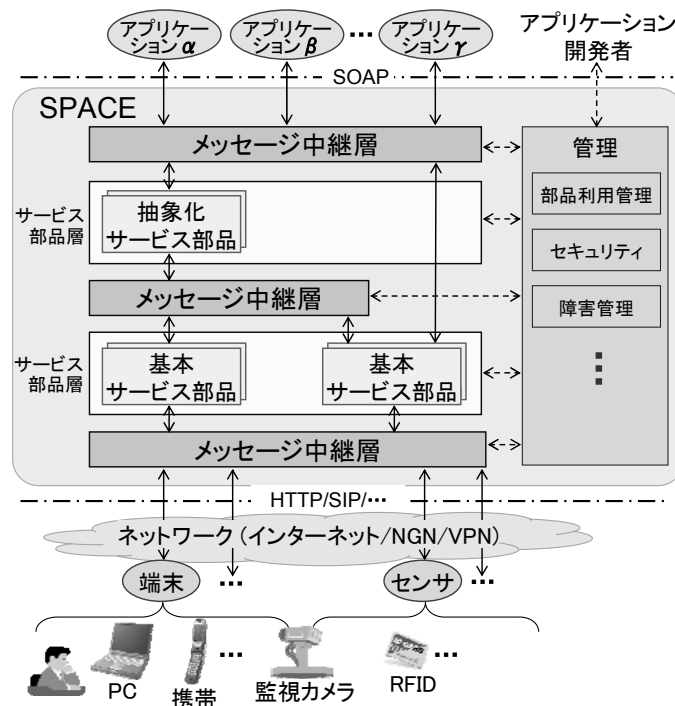 アプリケー
ションα
アプリケー
ションβ
…
アプリケー
ションγ
アプリケーション
開発者
SOAP
SPACE
メッセージ中継層
管理
部品利用管理
セキュリティ
障害管理
⋮
サービス
部品層
抽象化
サービス部品
メッセージ中継層
サービス
部品層
基本
サービス部品
基本
サービス部品
メッセージ中継層
HTTP/SIP/…
ネットワーク(インターネット/NGN/VPN)
端末
…
センサ
…
PC
携帯
…
監視カメラ
RFID
…